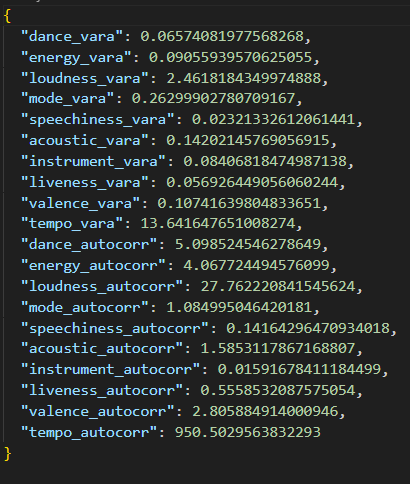 {
"dance_vara": 0.06574081977568268,
"energy_vara": 0.09055939570625055,
"loudness_vara": 2.4618184349974888,
"mode_vara": 0.26299902780709167,
"speechiness_vara": 0.02321332612061441,
"acoustic_vara": 0.14202145769056915,
"instrument_vara": 0.08406818474987138,
"liveness_vara": 0.056926449056060244,
"valence_vara": 0.10741639804833651,
"tempo_vara": 13.641647651008274,
"dance_autocorr": 5.098524546278649,
"energy_autocorr": 4.067724494576099,
"loudness_autocorr": 27.762220841545624,
"mode_autocorr": 1.084995046420181,
"speechiness_autocorr": 0.14164296470934018,
"acoustic_autocorr": 1.5853117867168807,
"instrument_autocorr": 0.01591678411184499,
"liveness_autocorr": 0.5558532087575054,
"valence_autocorr": 2.805884914000946,
"tempo_autocorr": 950.5029563832293
}